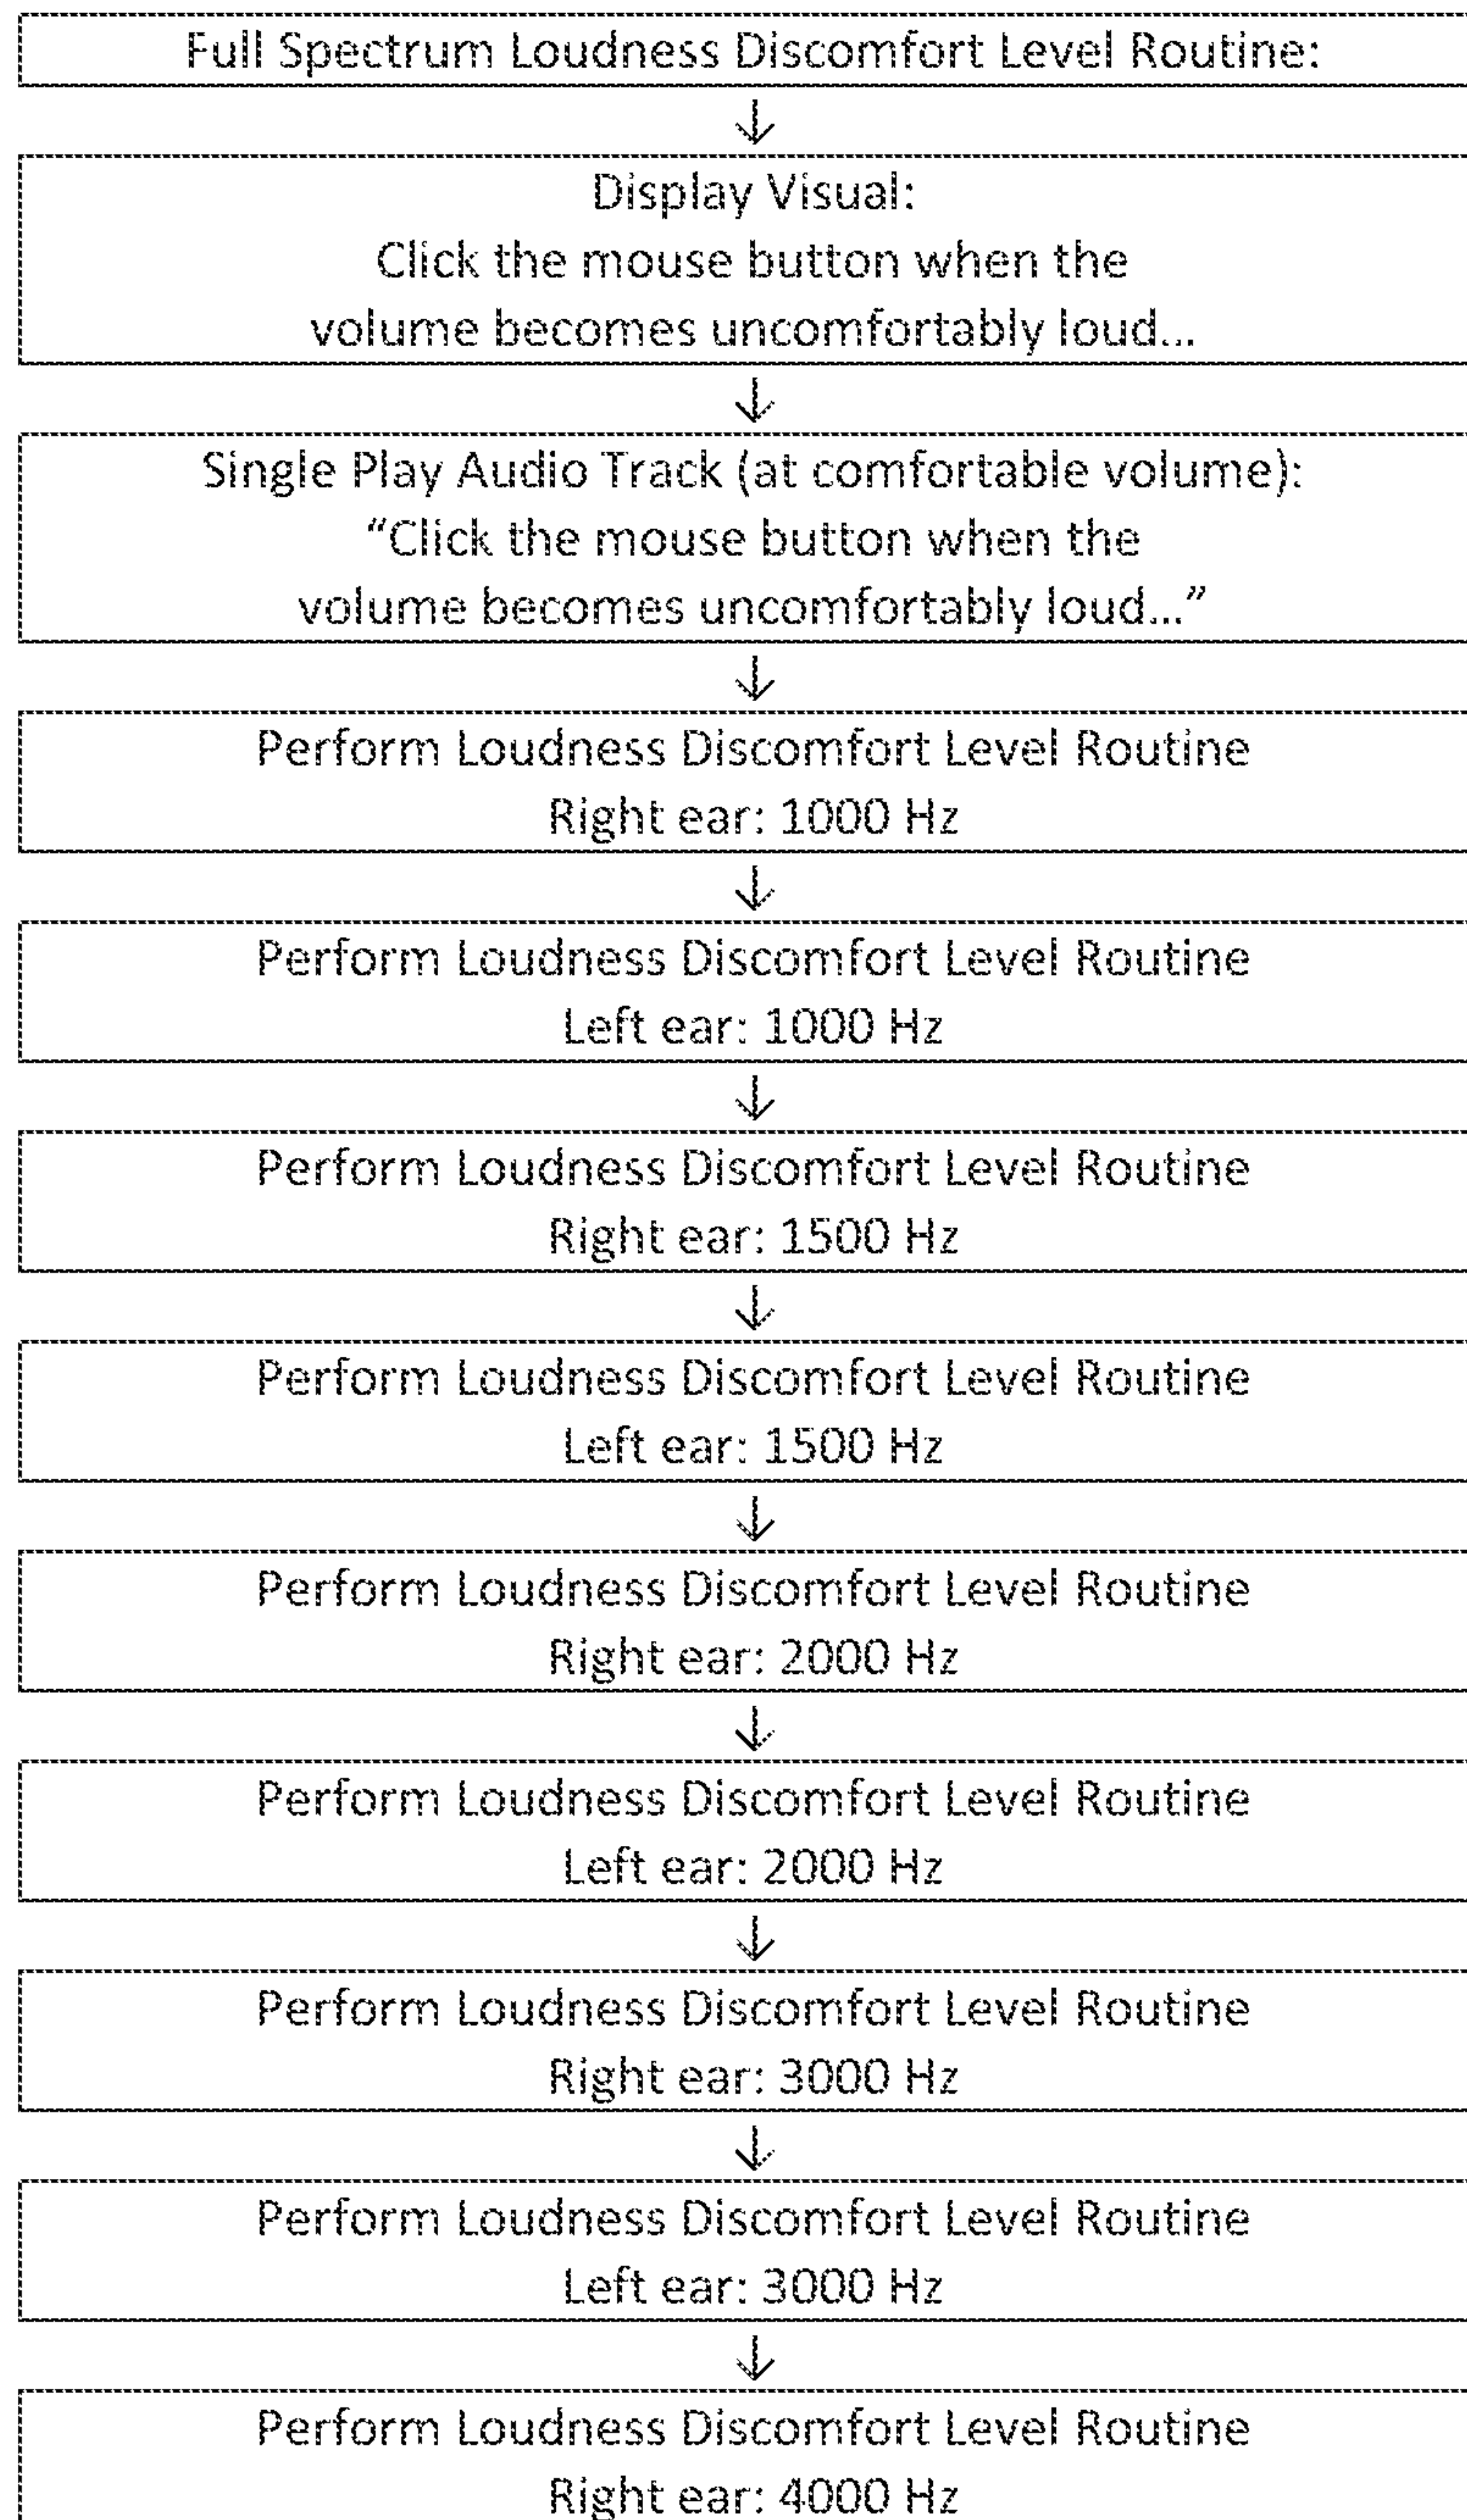 Full Spectrum Loudness Discomfort Level Routine:
↓
Display Visual:
Click the mouse button when the
volume becomes uncomfortably loud...
↓
Single Play Audio Track (at comfortable volume):
“Click the mouse button when the
volume becomes uncomfortably loud...”
↓
Perform Loudness Discomfort Level Routine
Right ear: 1000 Hz
↓
Perform Loudness Discomfort Level Routine
Left ear: 1000 Hz
↓
Perform Loudness Discomfort Level Routine
Right ear: 1500 Hz
↓
Perform Loudness Discomfort Level Routine
Left ear: 1500 Hz
↓
Perform Loudness Discomfort Level Routine
Right ear: 2000 Hz
↓
Perform Loudness Discomfort Level Routine
Left ear: 2000 Hz
↓
Perform Loudness Discomfort Level Routine
Right ear: 3000 Hz
↓
Perform Loudness Discomfort Level Routine
Left ear: 3000 Hz
↓
Perform Loudness Discomfort Level Routine
Right ear: 4000 Hz